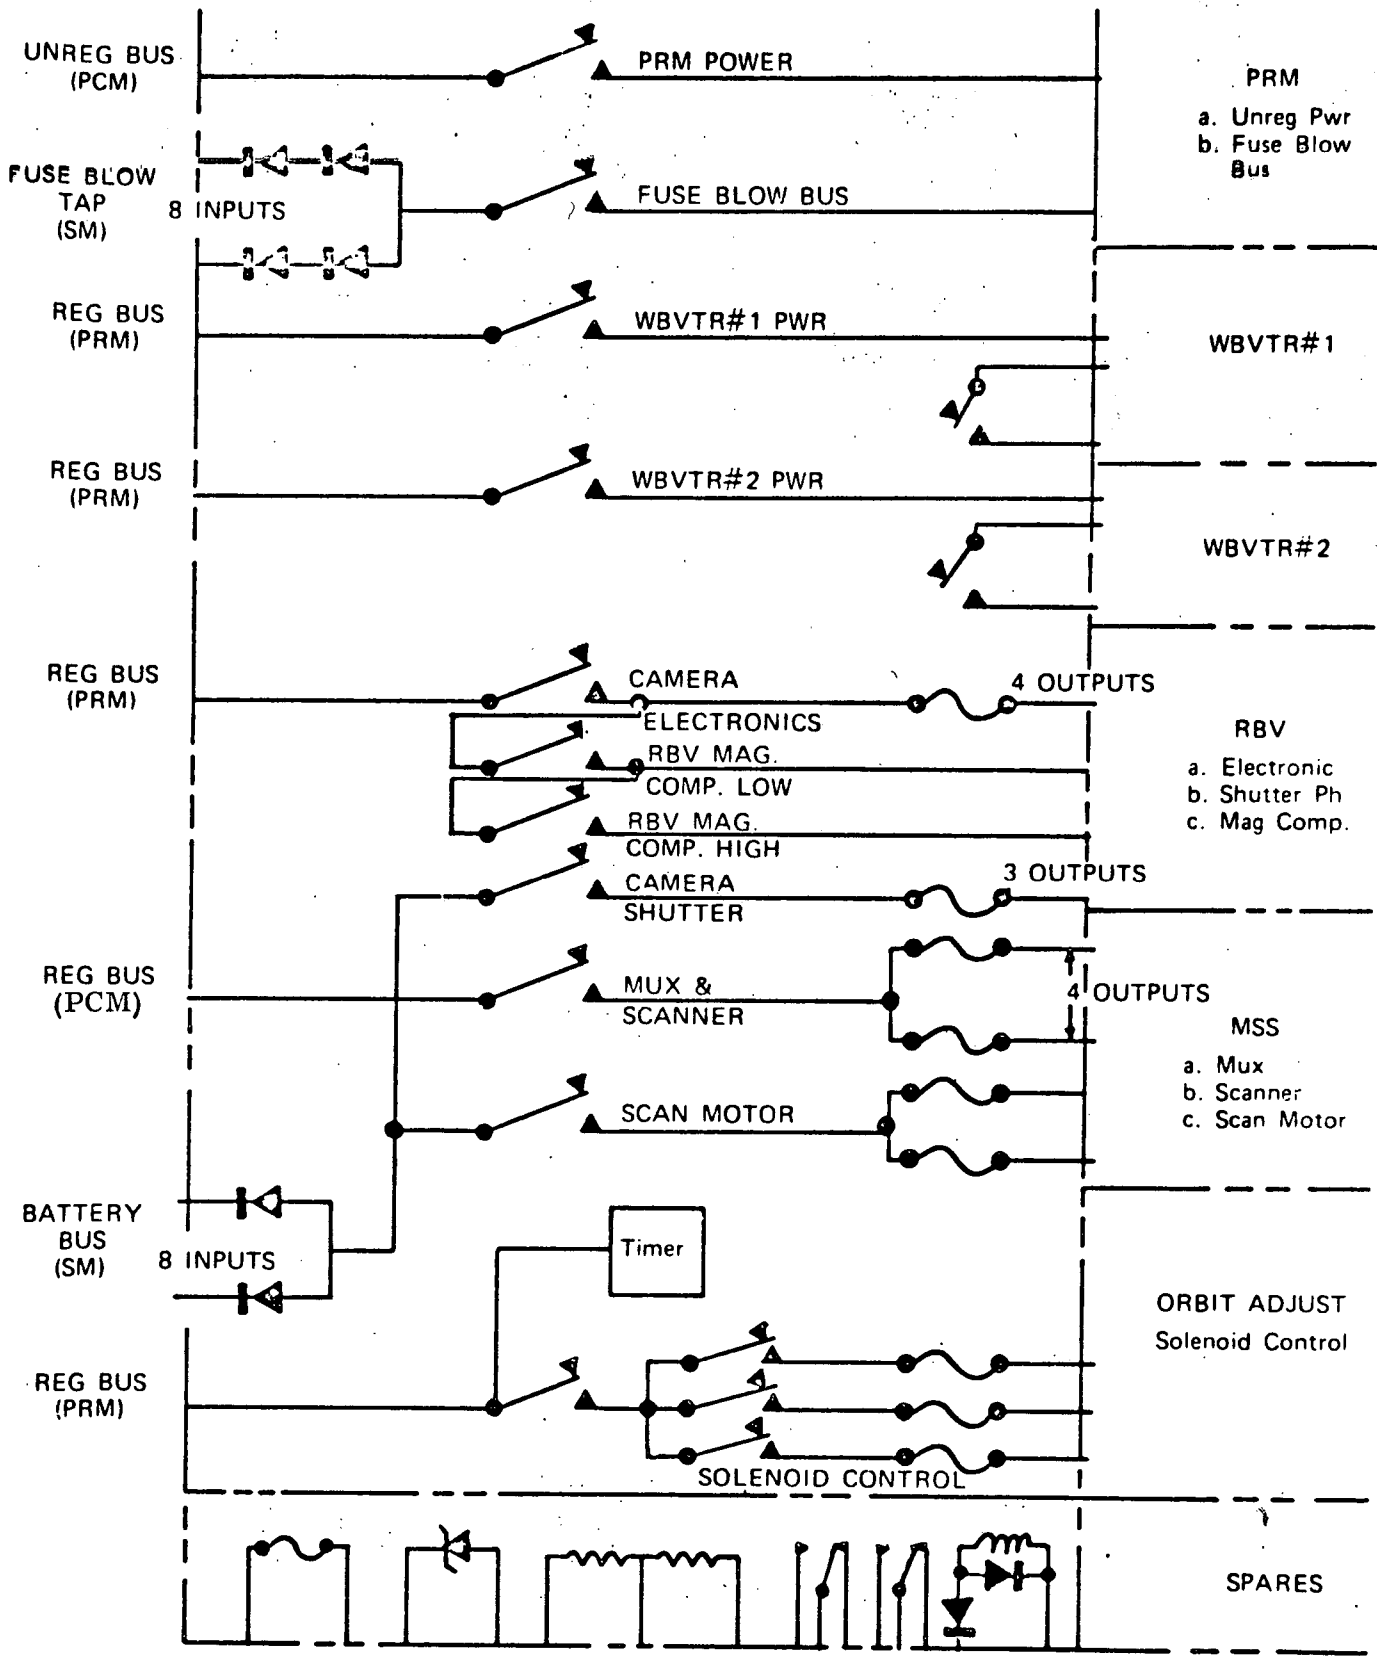 UNREG BUS
(PCM)
PRM POWER
PRM
a. Unreg Pwr
b. Fuse Blow
Bus
FUSE BLOW
TAP
(SM)
8 INPUTS
FUSE BLOW BUS
REG BUS
(PRM)
WBVTR#1 PWR
WBVTR#1
REG BUS
(PRM)
WBVTR#2 PWR
WBVTR#2
REG BUS
(PRM)
CAMERA
ELECTRONICS
4 OUTPUTS
RBV MAG.
COMP. LOW
RBV MAG.
COMP. HIGH
RBV
a. Electronic
b. Shutter Ph
c. Mag Comp.
CAMERA
SHUTTER
3 OUTPUTS
REG BUS
(PCM)
MUX &
SCANNER
4 OUTPUTS
MSS
a. Mux
b. Scanner
c. Scan Motor
SCAN MOTOR
BATTERY
BUS
(SM)
8 INPUTS
Timer
ORBIT ADJUST
Solenoid Control
REG BUS
(PRM)
SOLENOID CONTROL
SPARES